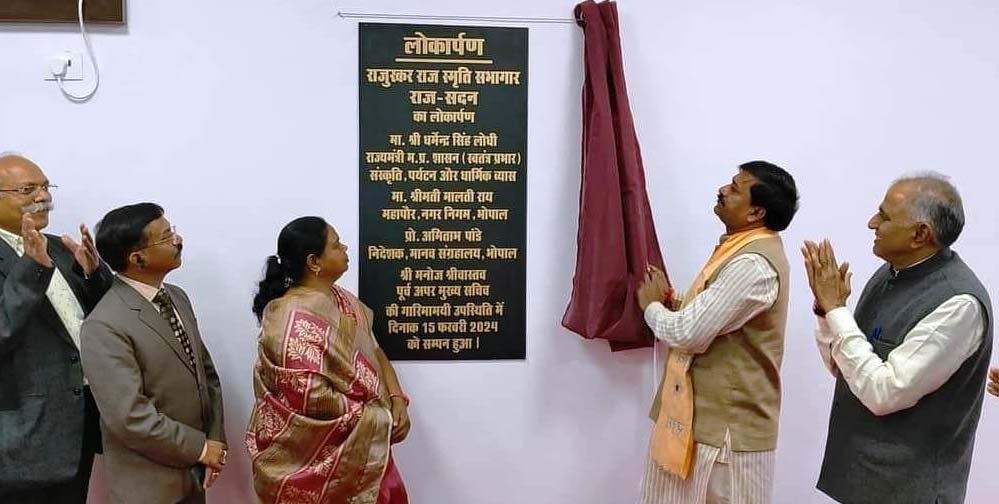 लोकार्पण
राजुस्कर राज स्मृति सभागार
राज-सदन
का लोकार्पण
मा. श्री धर्मेन्द्र सिंह लोधी
राज्यमंत्री म.प्र. शासन (स्वतंत्र प्रभार)
संस्कृति, पर्यटन और धार्मिक न्यास
मा. श्रीमती मालती राय
महापौर, नगर निगम, भोपाल
प्रो. अमिताभ पांडे
निदेशक, मानव संग्रहालय, भोपाल
श्री मनोज श्रीवास्तव
पूर्व अपर मुख्य सचिव
की गरिमामयी उपस्थिति में
दिनाक 15 फरवरी 2024
को सम्पन हुआ।